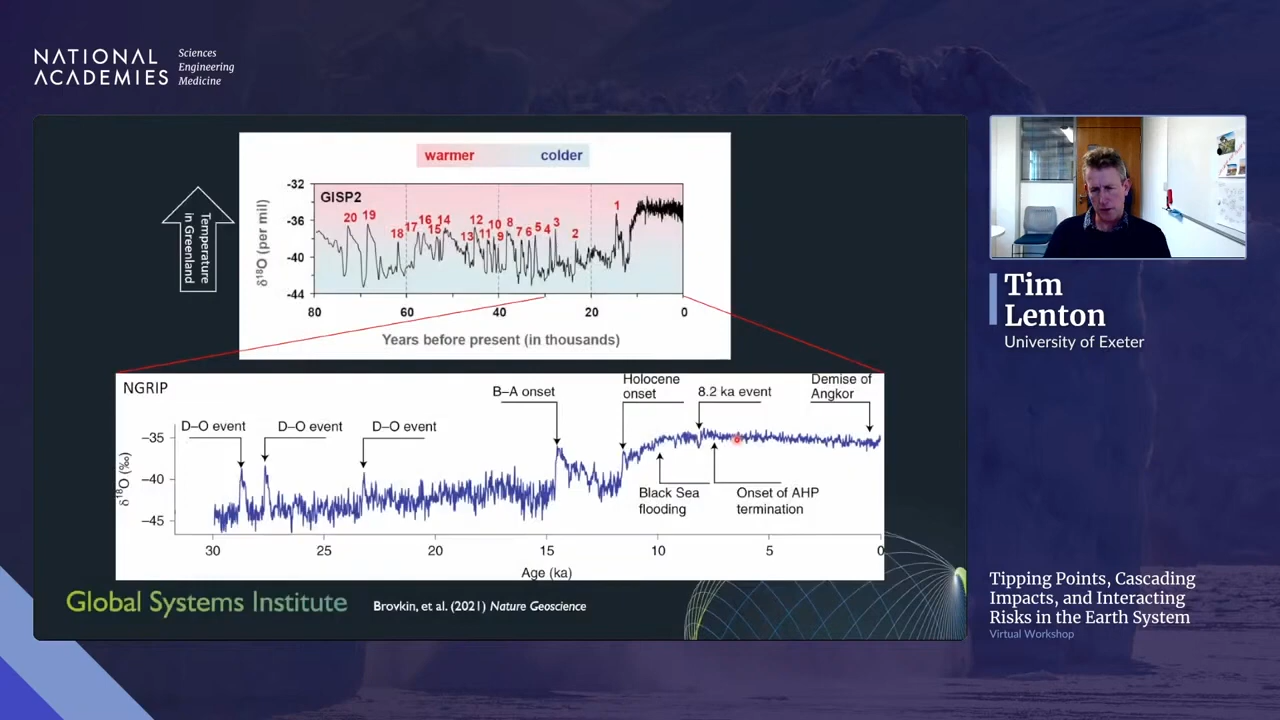 NATIONAL
ACADEMIES
Sciences
Engineering
Medicine
warmer
colder
Temperature
in Greenland
δ18O (per mil)
-32
-36
-40
-44
GISP2
20
19
18
17
16
15
14
13
12
11
10
9
8
7
6
5
4
3
2
1
80
60
40
20
0
Years before present (in thousands)
NGRIP
δ18O (‰)
−35
−40
−45
D–O event
D–O event
D–O event
B–A onset
Holocene
onset
8.2 ka event
Demise of
Angkor
Black Sea
flooding
Onset of AHP
termination
30
25
20
15
10
5
0
Age (ka)
Global Systems Institute
Brovkin, et al. (2021) Nature Geoscience
Tim
Lenton
University of Exeter
Tipping Points, Cascading
Impacts, and Interacting
Risks in the Earth System
Virtual Workshop